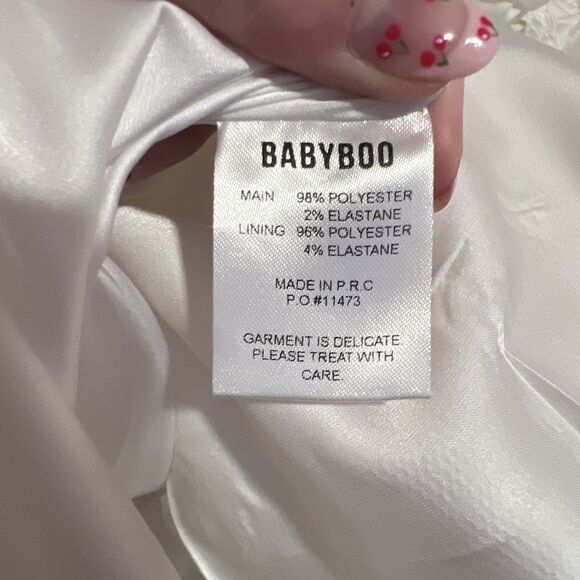 BABYBOO
MAIN 98% POLYESTER
2% ELASTANE
LINING 96% POLYESTER
4% ELASTANE
MADE IN P.R.C
P.O #11473
GARMENT IS DELICATE.
PLEASE TREAT WITH
CARE.